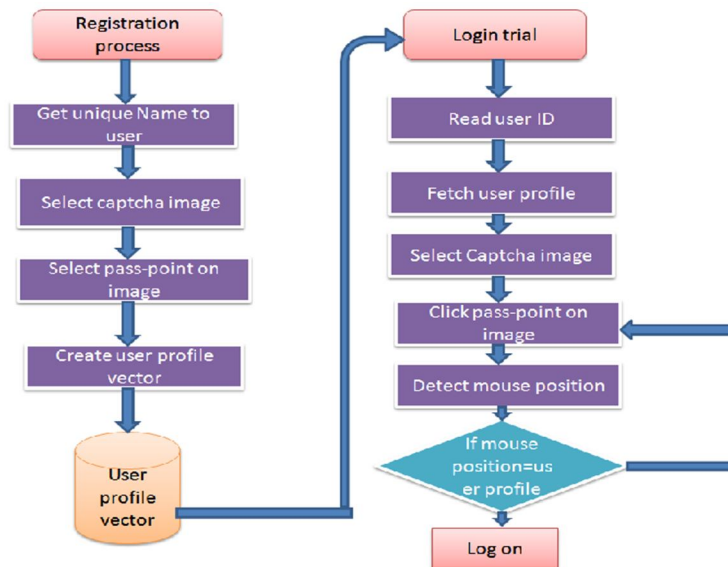 Registration
process
Get unique Name to
user
Select captcha image
Select pass-point on
image
Create user profile
vector
User
profile
vector
Login trial
Read user ID
Fetch user profile
Select Captcha image
Click pass-point on
image
Detect mouse position
If mouse
position=us
er profile
Log on